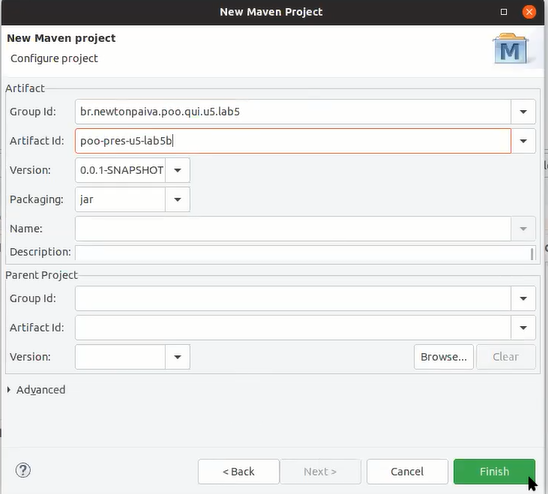 New Maven Project
New Maven project
Configure project
M
Artifact
Group Id: br.newtonpaiva.poo.qui.u5.lab5
Artifact Id: poo-pres-u5-lab5b
Version: 0.0.1-SNAPSHOT
Packaging: jar
Name:
Description:
Parent Project
Group Id:
Artifact Id:
Version: Browse... Clear
Advanced
? < Back Next > Cancel Finish